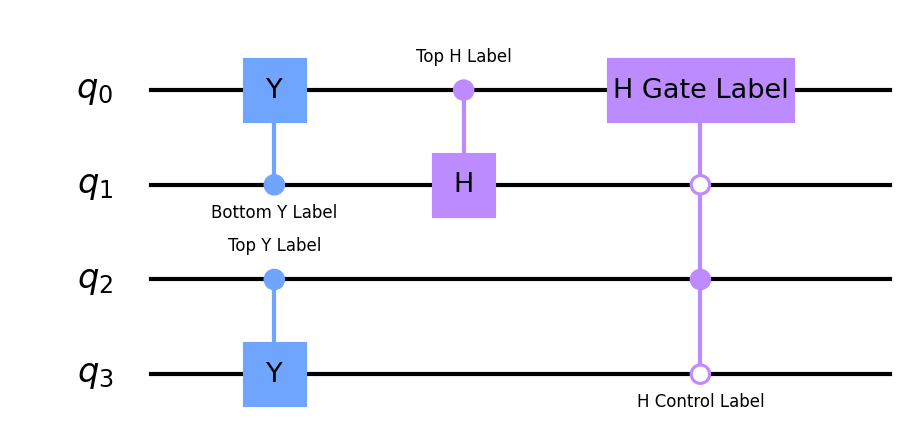 Top H Label
q0 Y H Gate Label
q1 H
Bottom Y Label
Top Y Label
q2
q3 Y
H Control Label